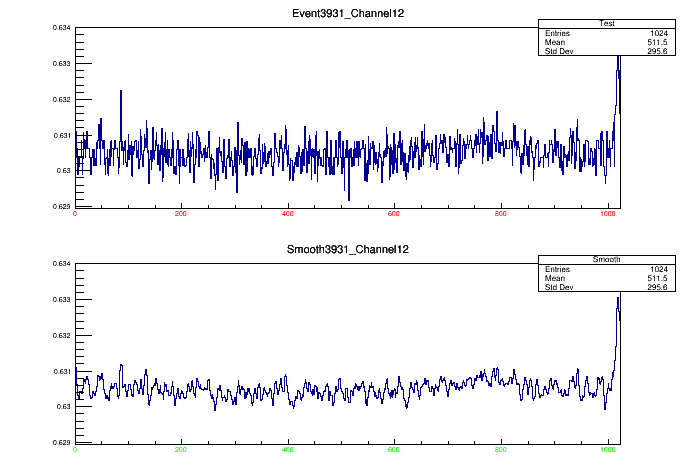 Event3931_Channel12
Test
Entries 1024
Mean 511.5
Std Dev 295.6
0.634
0.633
0.632
0.631
0.63
0.629
0 200 400 600 800 1000
Smooth3931_Channel12
Smooth
Entries 1024
Mean 511.5
Std Dev 295.6
0.634
0.633
0.632
0.631
0.63
0.629
0 200 400 600 800 1000